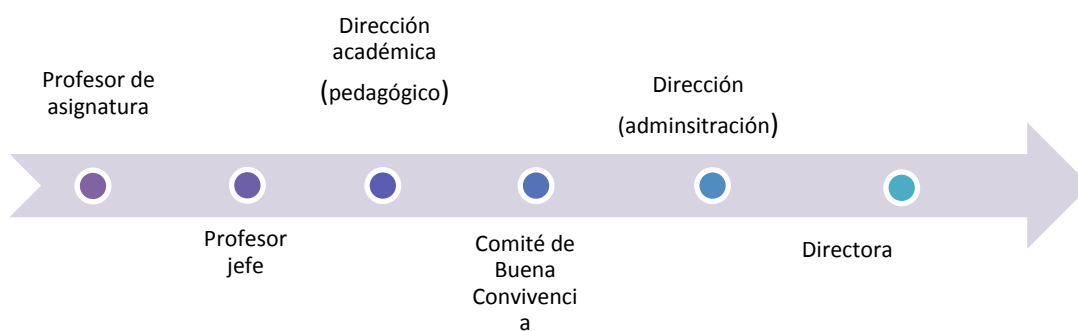 Profesor de
asignatura
Profesor
jefe
Dirección
académica
(pedagógico)
Comité de
Buena
Convivenci
a
Dirección
(adminsitración)
Directora